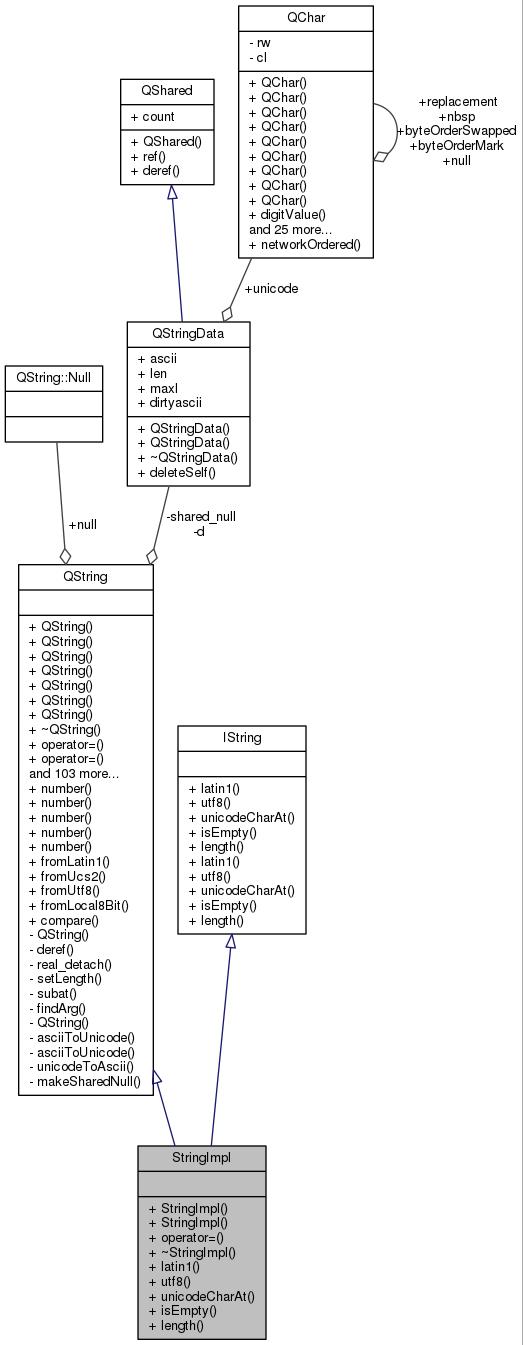 QChar
- rw
- cl
+ QChar()
+ QChar()
+ QChar()
+ QChar()
+ QChar()
+ QChar()
+ QChar()
+ QChar()
+ QChar()
+ digitValue()
and 25 more...
+ networkOrdered()
+replacement
+nbsp
+byteOrderSwapped
+byteOrderMark
+null
QShared
+ count
+ QShared()
+ ref()
+ deref()
+unicode
QStringData
+ ascii
+ len
+ maxl
+ dirtyascii
+ QStringData()
+ QStringData()
+ ~QStringData()
+ deleteSelf()
QString::Null
+null
-shared_null
-d
QString
+ QString()
+ QString()
+ QString()
+ QString()
+ QString()
+ QString()
+ QString()
+ ~QString()
+ operator=()
+ operator=()
and 103 more...
+ number()
+ number()
+ number()
+ number()
+ number()
+ fromLatin1()
+ fromUcs2()
+ fromUtf8()
+ fromLocal8Bit()
+ compare()
- QString()
- deref()
- real_detach()
- setLength()
- subat()
- findArg()
- QString()
- asciiToUnicode()
- asciiToUnicode()
- unicodeToAscii()
- makeSharedNull()
IString
+ latin1()
+ utf8()
+ unicodeCharAt()
+ isEmpty()
+ length()
+ latin1()
+ utf8()
+ unicodeCharAt()
+ isEmpty()
+ length()
StringImpl
+ StringImpl()
+ StringImpl()
+ operator=()
+ ~StringImpl()
+ latin1()
+ utf8()
+ unicodeCharAt()
+ isEmpty()
+ length()